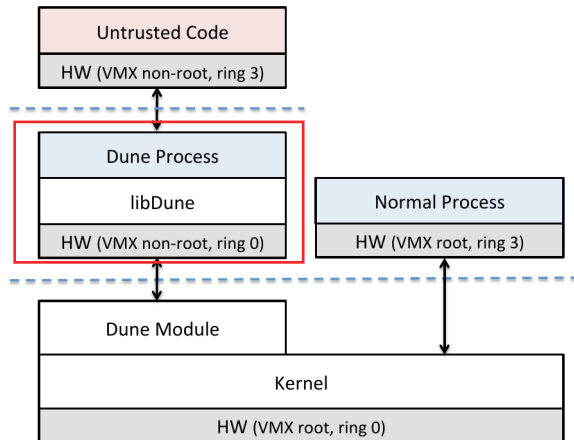 Untrusted Code
HW (VMX non-root, ring 3)
Dune Process
libDune
HW (VMX non-root, ring 0)
Normal Process
HW (VMX root, ring 3)
Dune Module
Kernel
HW (VMX root, ring 0)